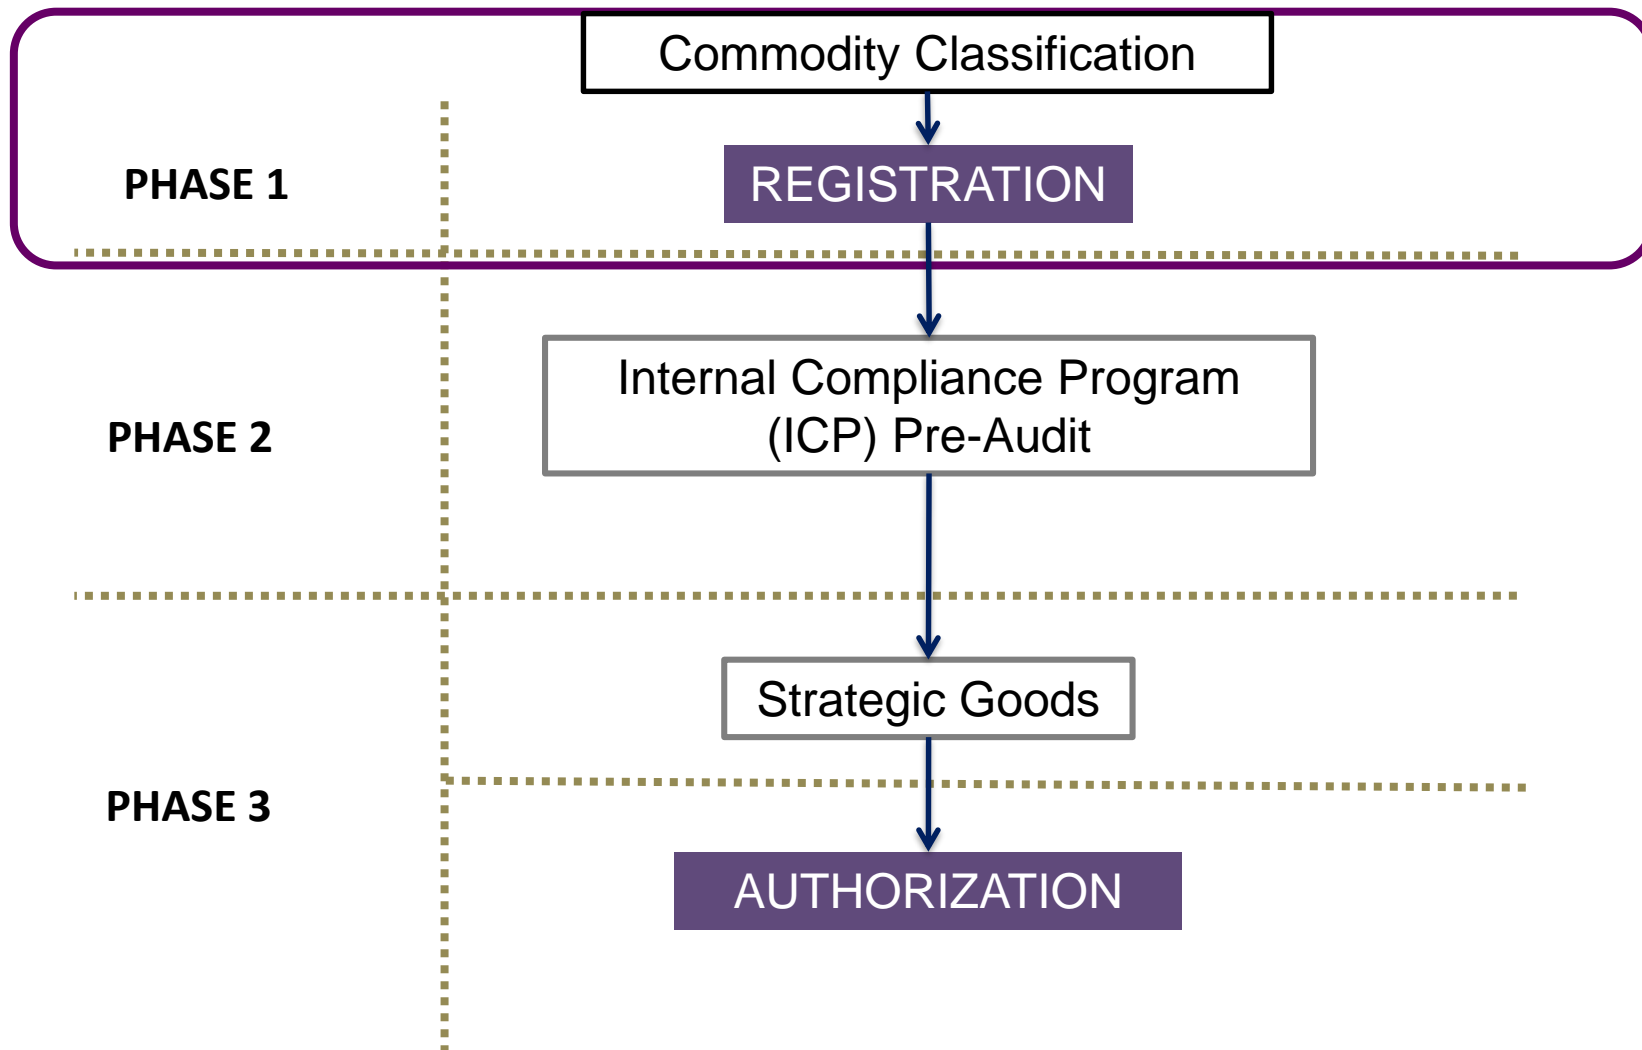 Commodity Classification
PHASE 1
REGISTRATION
Internal Compliance Program
(ICP) Pre-Audit
PHASE 2
Strategic Goods
PHASE 3
AUTHORIZATION